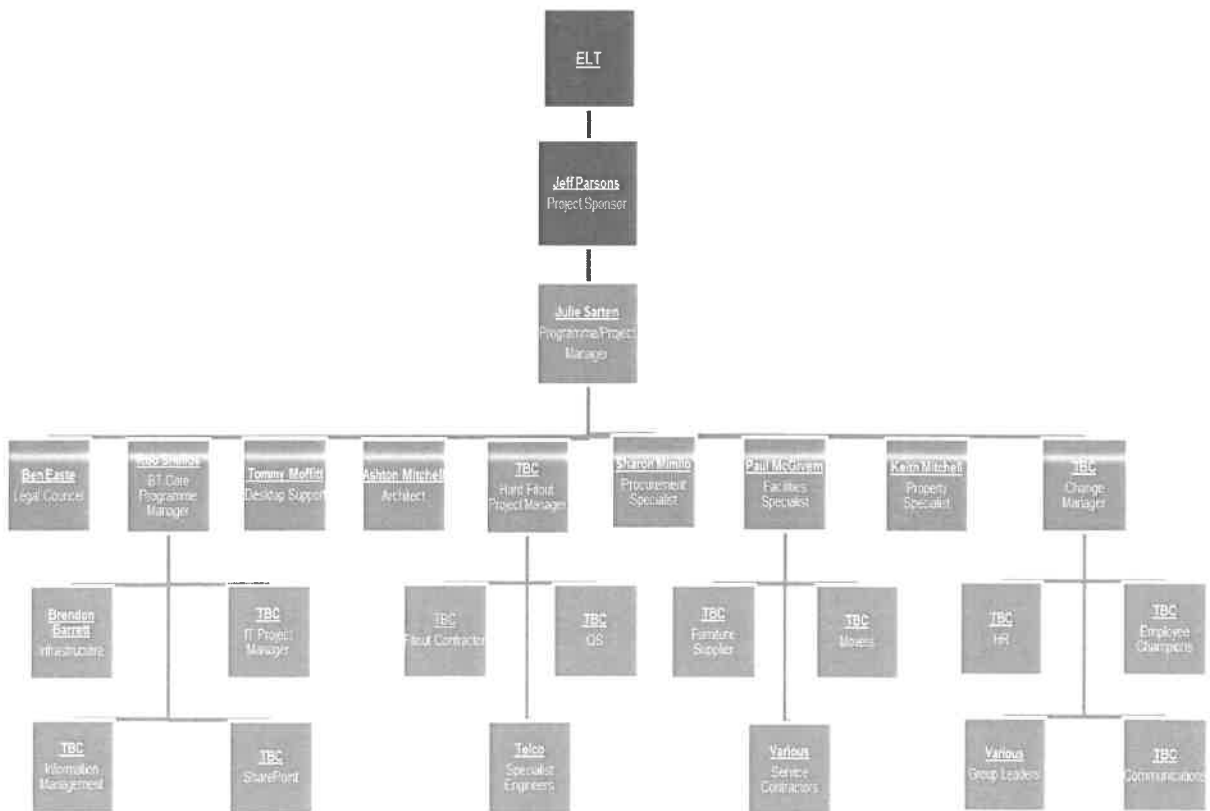 ELT
Jeff Parsons
Project Sponsor
Julie Sarten
Programme/Project
Manager
Ben Easte
Legal Councel
BT Core
Programme
Manager
Tommy Moffitt
Desktop Support
Ashton Mitchell
Architect
TBC
Hard Fitout
Project Manager
Sharon
Procurement
Specialist
Paul McGivern
Facilities
Specialist
Keith Mitchell
Property
Specialist
TBC
Change
Manager
Brendon
Barrett
Infrastructure
TBC
IT Project
Manager
TBC
Fitout Contractor
TBC
QS
TBC
Furniture
Supplier
TBC
Movers
TBC
HR
TBC
Employee
Champions
TBC
Information
Management
TBC
SharePoint
Telco
Specialist
Engineers
Various
Service
Contractors
Various
Group Leaders
TBC
Communications